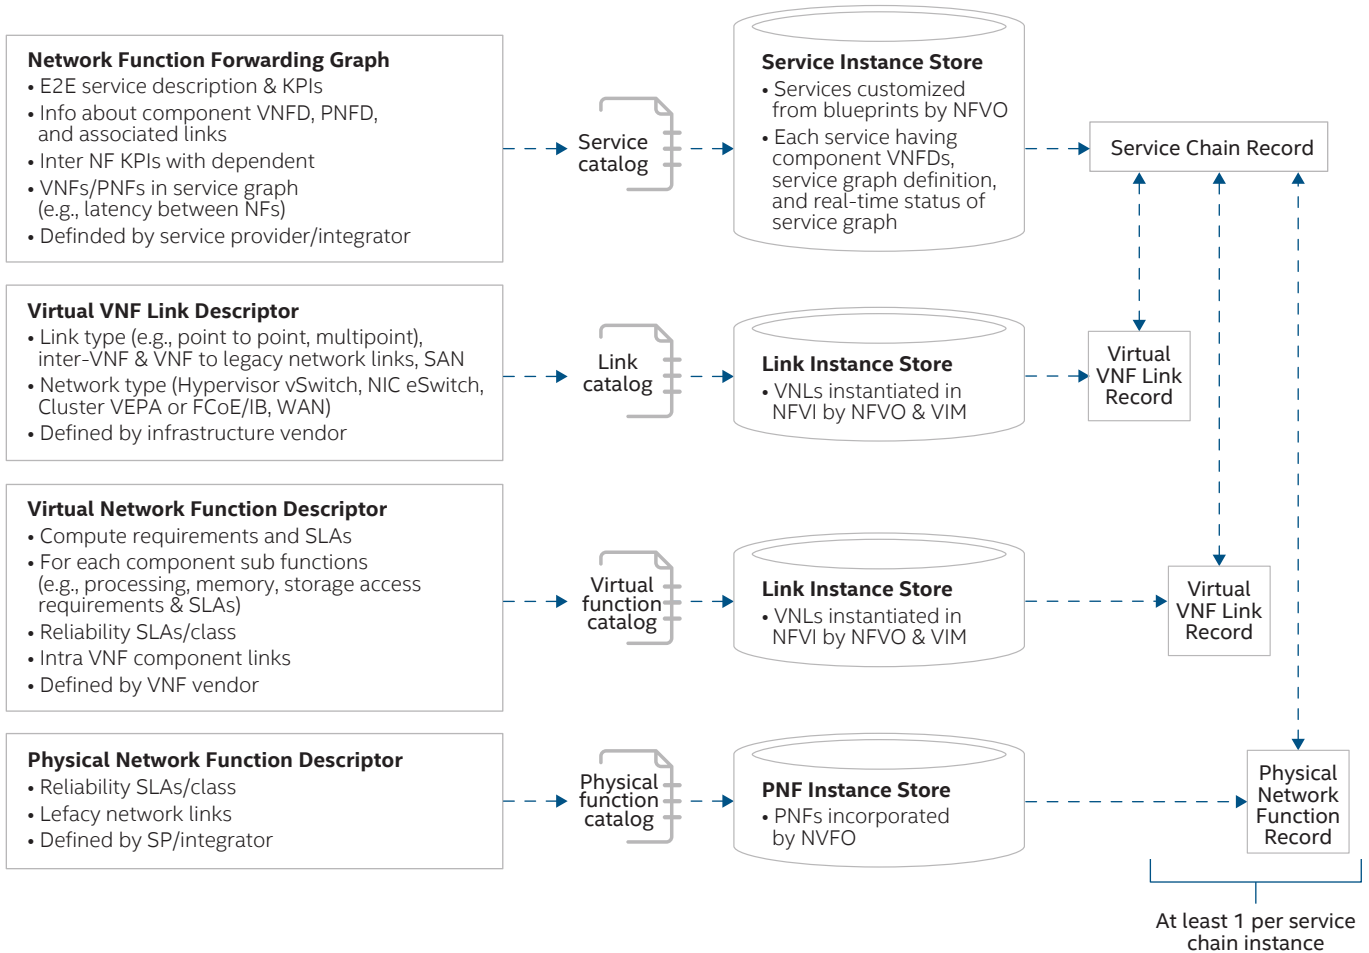 Network Function Forwarding Graph
• E2E service description & KPIs
• Info about component VNFD, PNFD,
and associated links
• Inter NF KPIs with dependent
• VNFs/PNFs in service graph
(e.g., latency between NFs)
• Definded by service provider/integrator
Service
catalog
Service Instance Store
• Services customized
from blueprints by NFVO
• Each service having
component VNFDs,
service graph definition,
and real-time status of
service graph
Service Chain Record
Virtual VNF Link Descriptor
• Link type (e.g., point to point, multipoint),
inter-VNF & VNF to legacy network links, SAN
• Network type (Hypervisor vSwitch, NIC eSwitch,
Cluster VEPA or FCoE/IB, WAN)
• Defined by infrastructure vendor
Link
catalog
Link Instance Store
• VNLs instantiated in
NFVI by NFVO & VIM
Virtual
VNF Link
Record
Virtual Network Function Descriptor
• Compute requirements and SLAs
• For each component sub functions
(e.g., processing, memory, storage access
requirements & SLAs)
• Reliability SLAs/class
• Intra VNF component links
• Defined by VNF vendor
Virtual
function
catalog
Link Instance Store
• VNLs instantiated in
NFVI by NFVO & VIM
Virtual
VNF Link
Record
Physical Network Function Descriptor
• Reliability SLAs/class
• Lefacy network links
• Defined by SP/integrator
Physical
function
catalog
PNF Instance Store
• PNFs incorporated
by NVFO
Physical
Network
Function
Record
At least 1 per service
chain instance